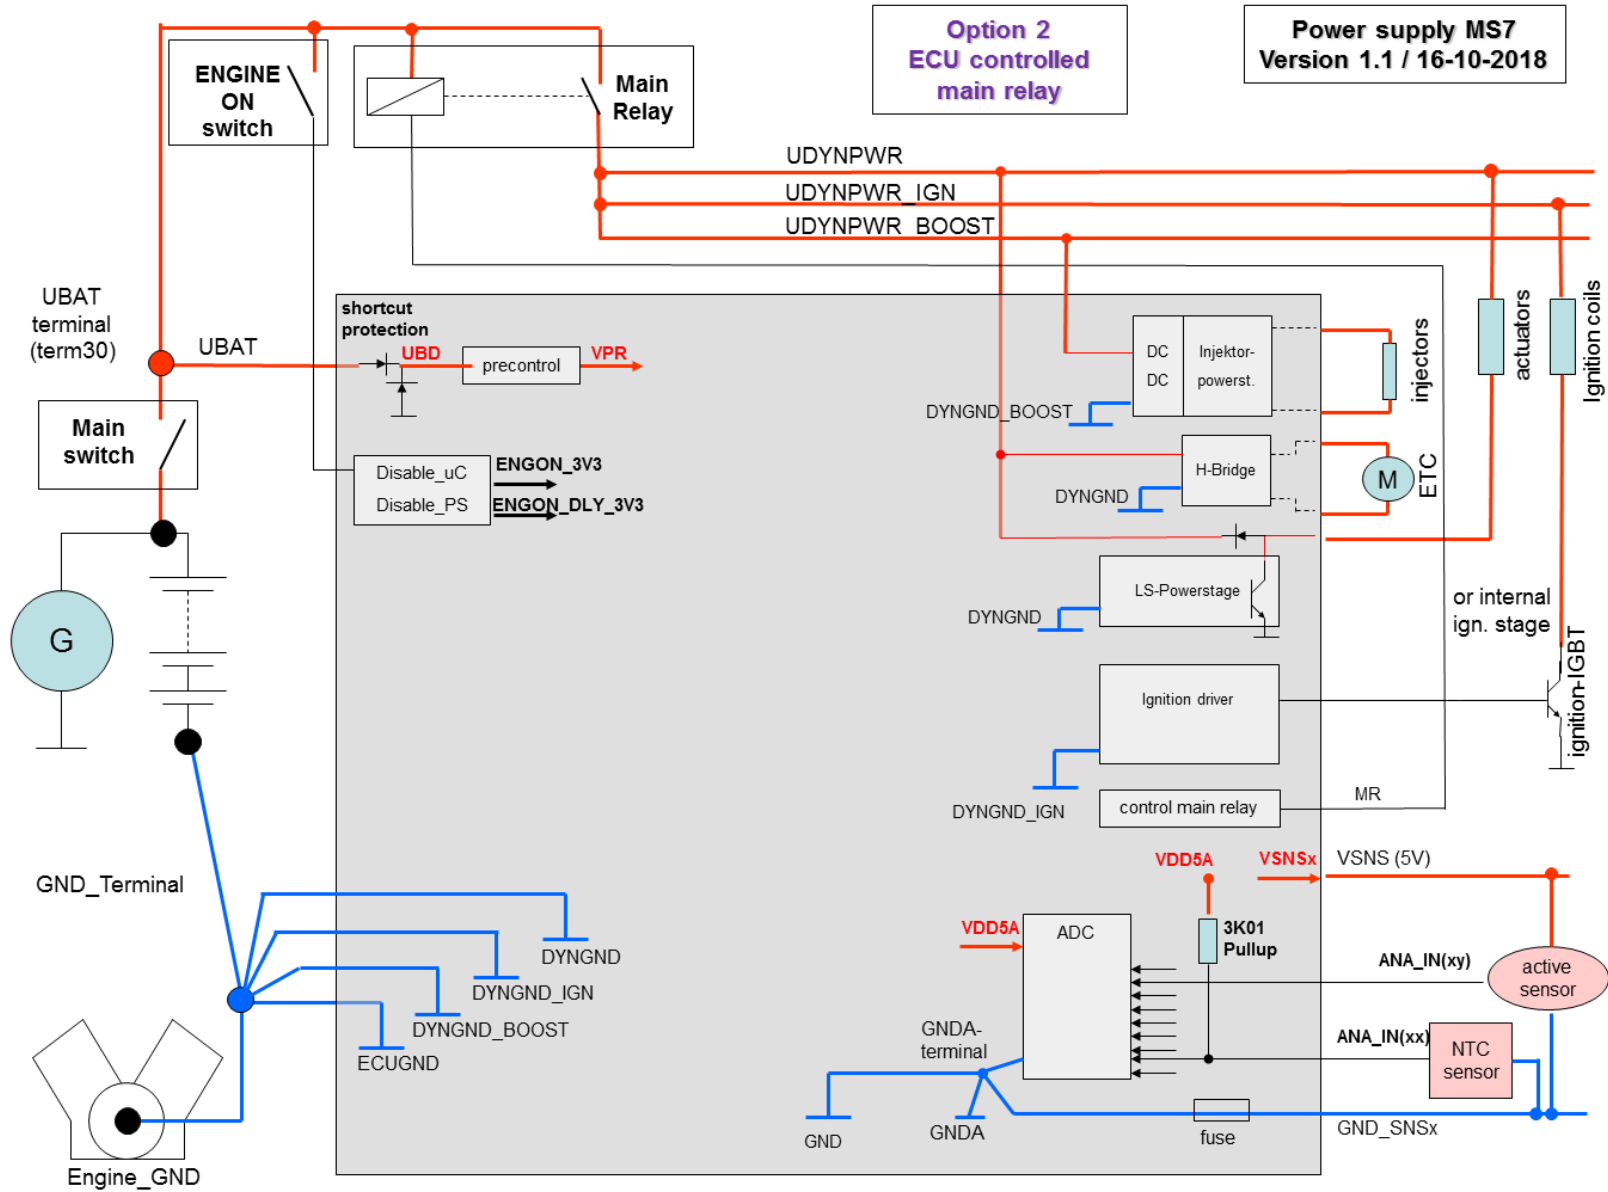 Option 2
ECU controlled
main relay
Power supply MS7
Version 1.1 / 16-10-2018
ENGINE
ON
switch
Main
Relay
UDYNPWR
UDYNPWR_IGN
UDYNPWR_BOOST
UBAT
terminal
(term30)
UBAT
shortcut
protection
UBD
precontrol
VPR
DC
DC
Injektor-
powerst.
injectors
actuators
Ignition coils
DYNGND_BOOST
Main
switch
Disable_uC
Disable_PS
ENGON_3V3
ENGON_DLY_3V3
H-Bridge
DYNGND
M
ETC
G
LS-Powerstage
DYNGND
or internal
ign. stage
ignition-IGBT
Ignition driver
DYNGND_IGN
control main relay
MR
GND_Terminal
VDD5A
VSNSx
VSNS (5V)
DYNGND
DYNGND_IGN
DYNGND_BOOST
ECUGND
VDD5A
ADC
3K01
Pullup
ANA_IN(xy)
active
sensor
GNDA-
terminal
ANA_IN(xx)
NTC
sensor
GND
GNDA
fuse
GND_SNSx
Engine_GND